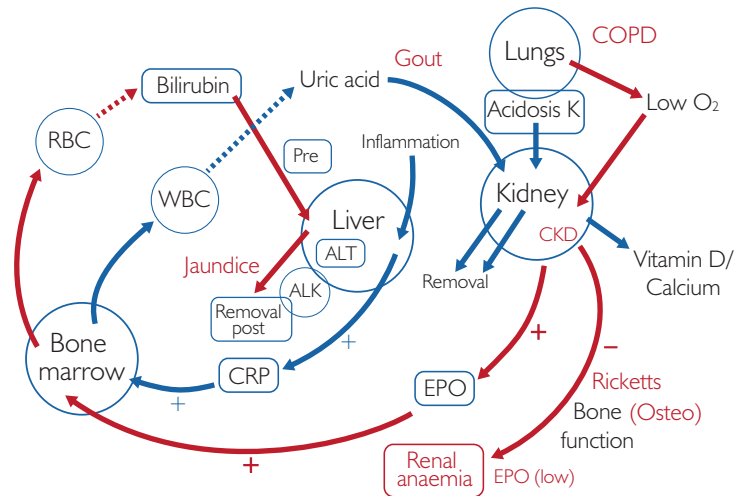 Gout
Lungs
COPD
Bilirubin
Uric acid
Acidosis K
Low O₂
RBC
Inflammation
Pre
WBC
Kidney
Liver
CKD
ALT
Jaundice
Vitamin D/
Calcium
Removal
ALK
Removal
post
+
+
−
Bone
marrow
CRP
+
EPO
Ricketts
Bone (Osteo)
function
+
Renal
anaemia
EPO (low)